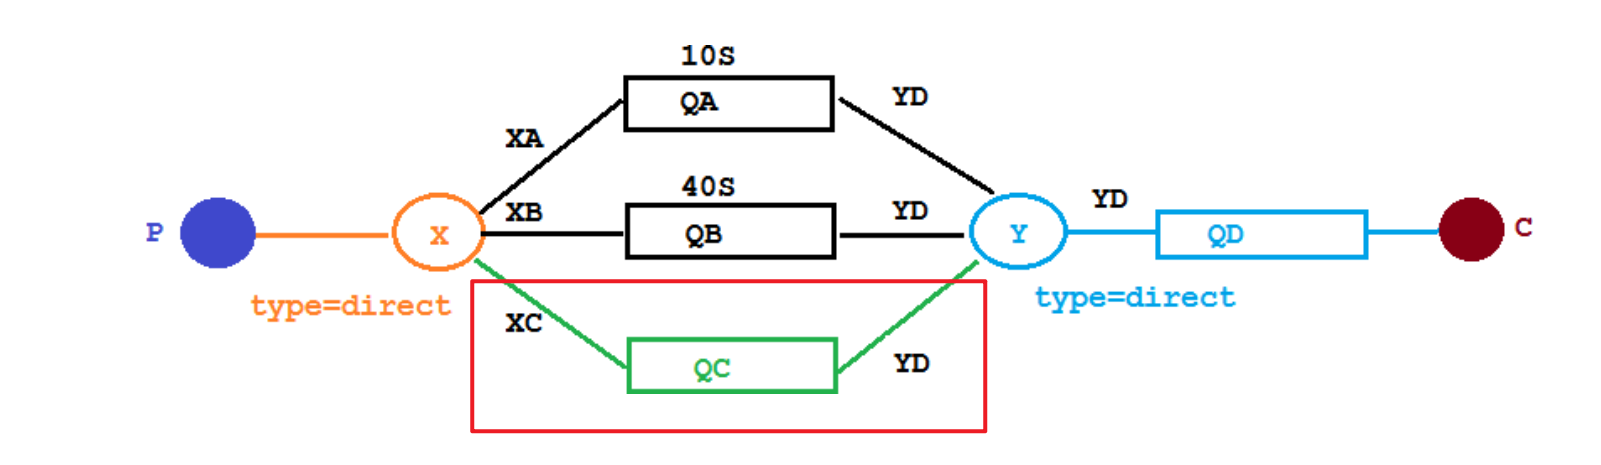 10S
QA
YD
XA
40S
YD
XB
QB
YD
P
X
Y
QD
C
type=direct
type=direct
XC
QC
YD